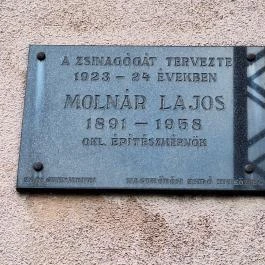 A ZSINAGÓGÁT TERVEZTE
1923 - 24 ÉVEKBEN
MOLNÁR LAJOS
1891 - 1958
OKL. ÉPÍTÉSZMÉRNÖK